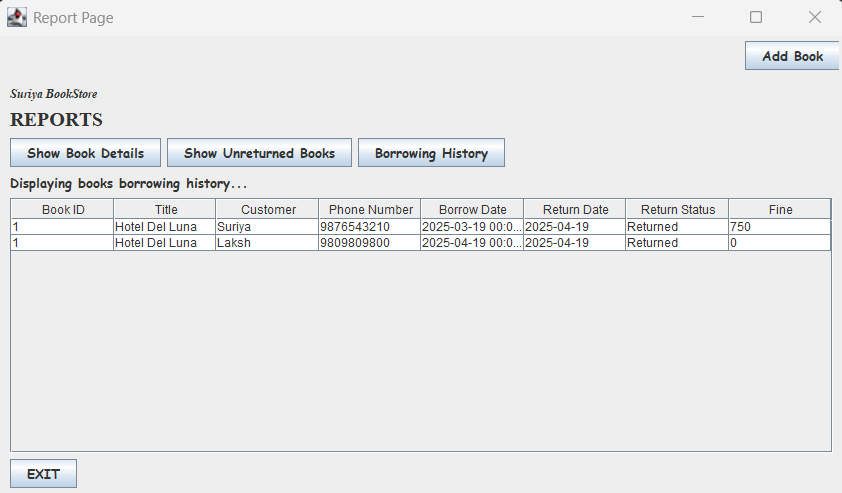 Report Page
Add Book
Suriya BookStore
REPORTS
Show Book Details Show Unreturned Books Borrowing History
Displaying books borrowing history...
Book ID Title Customer Phone Number Borrow Date Return Date Return Status Fine
1 Hotel Del Luna Suriya 9876543210 2025-03-19 00:0... 2025-04-19 Returned 750
1 Hotel Del Luna Laksh 9809809800 2025-04-19 00:0... 2025-04-19 Returned 0
EXIT